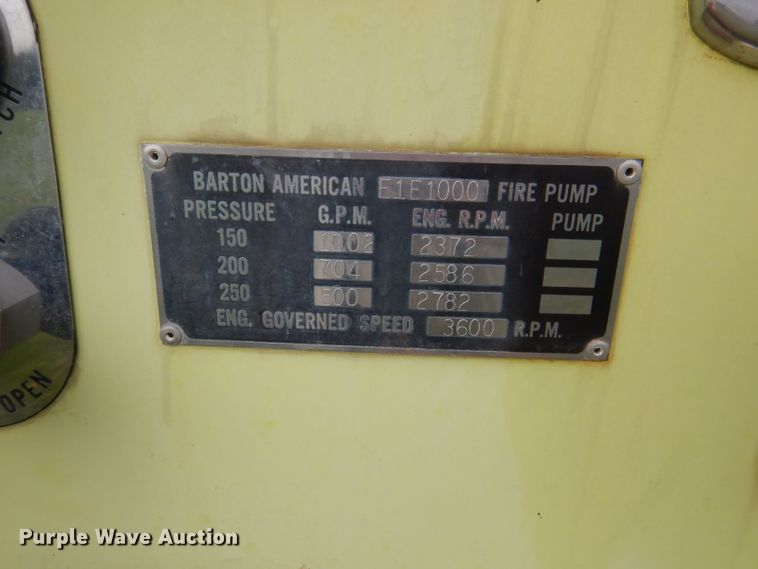 BARTON AMERICAN E1F1000 FIRE PUMP
PRESSURE G.P.M. ENG. R.P.M. PUMP
150 1002 2372
200 704 2586
250 500 2782
ENG. GOVERNED SPEED 3600 R.P.M.
OPEN
Purple Wave Auction